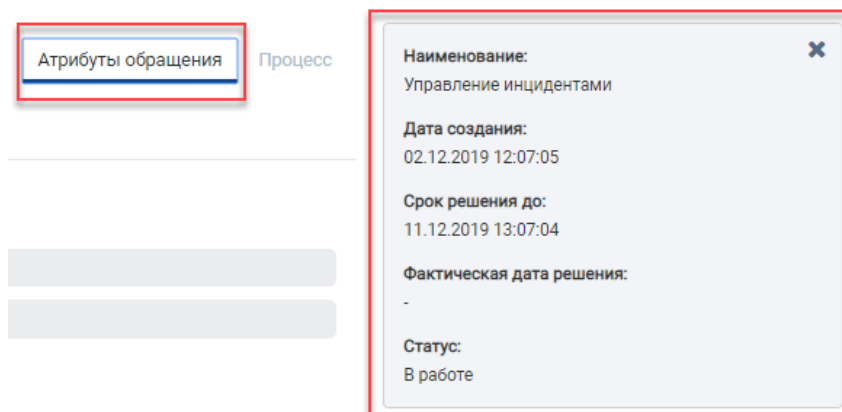 Атрибуты обращения
Процесс
Наименование:
Управление инцидентами
Дата создания:
02.12.2019 12:07:05
Срок решения до:
11.12.2019 13:07:04
Фактическая дата решения:
-
Статус:
В работе